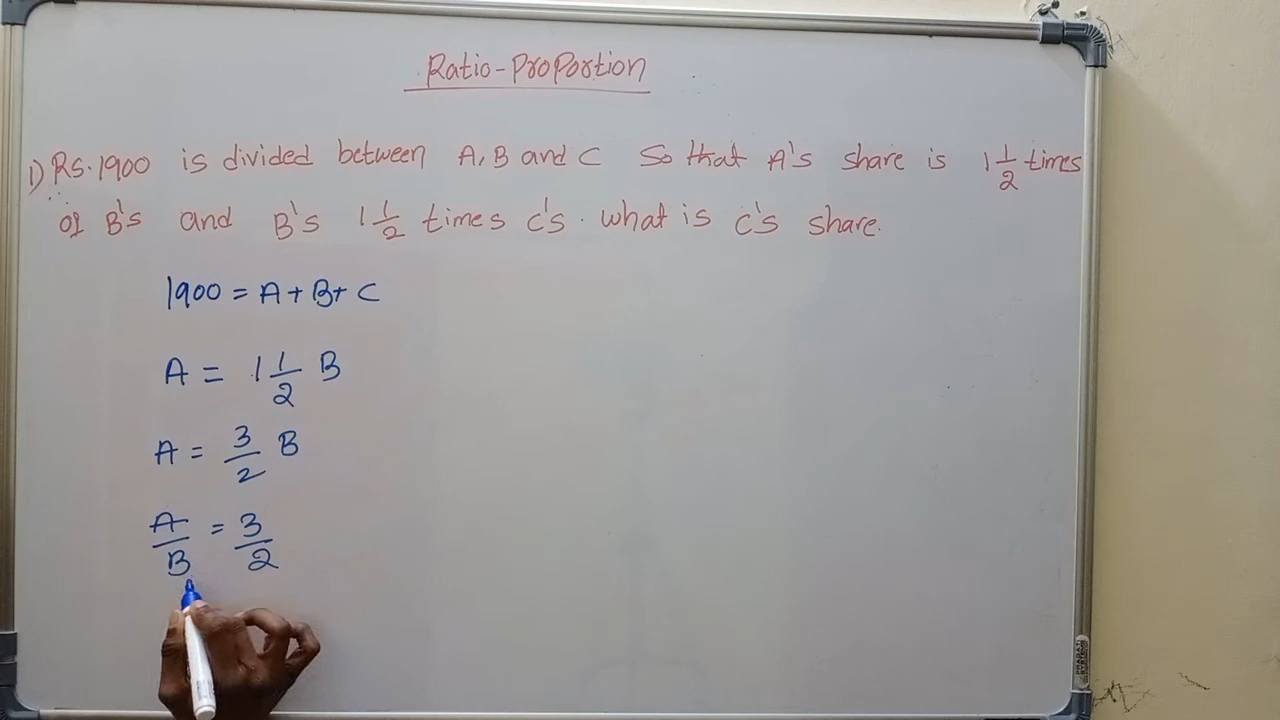 Ratio-Proportion
1) Rs.1900 is divided between A, B and C So that A's share is 1 1/2 times
of B's and B's 1 1/2 times C's. what is C's share.
1900 = A + B + C
A = 1 1/2 B
A = 3/2 B
A/B = 3/2